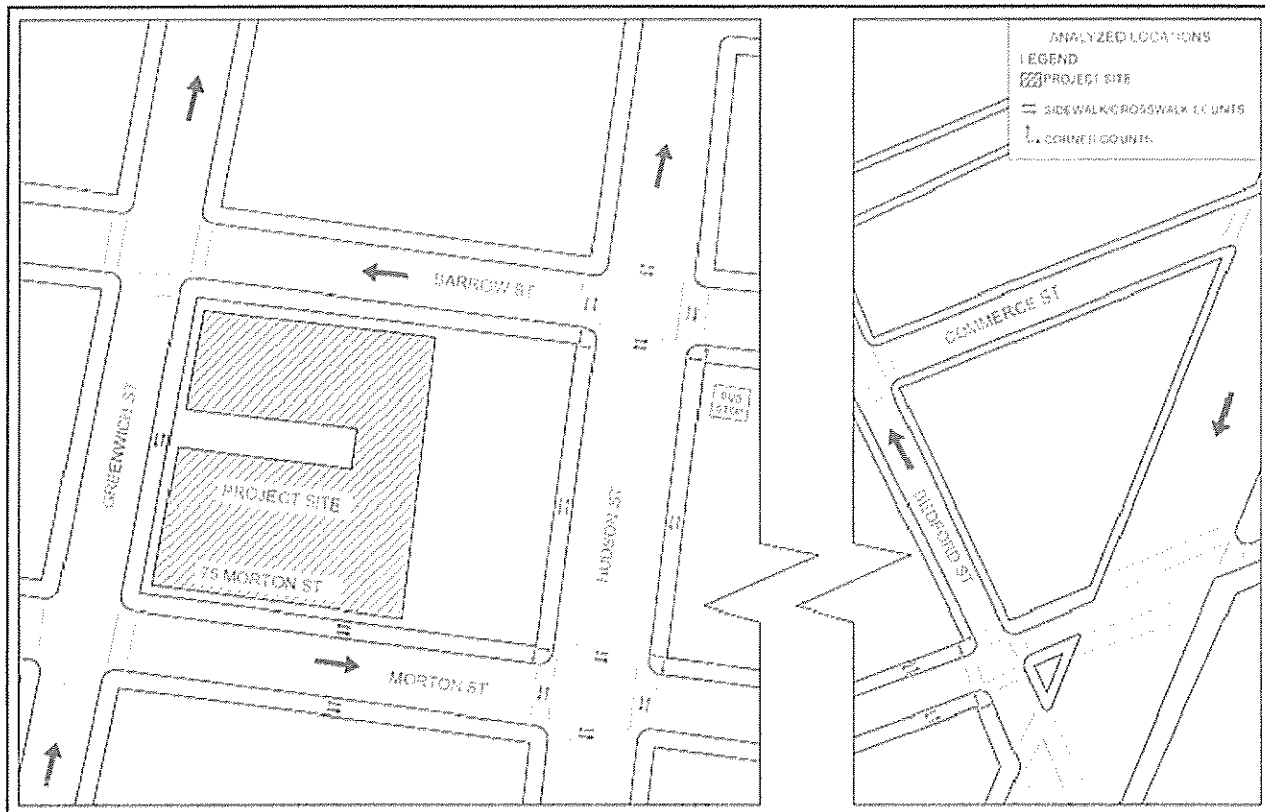 ANALYZED LOCATIONS
LEGEND
PROJECT SITE
SIDEWALK/CROSSWALK COUNTS
CORNER COUNTS
BARROW ST
COMMERCE ST
BUS
STOP
GREENWICH ST
PROJECT SITE
HUDSON ST
BEDFORD ST
75 MORTON ST
MORTON ST